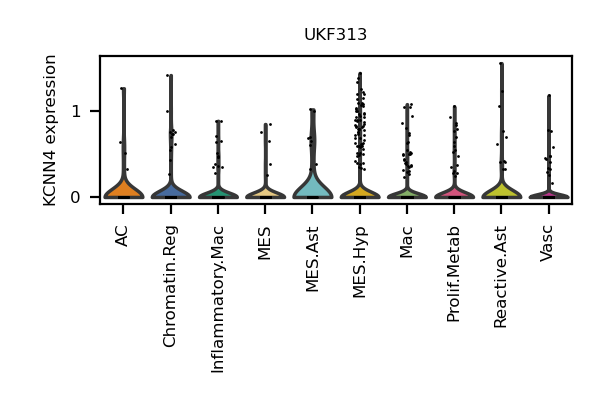 UKF313
KCNN4 expression
1
0
AC
Chromatin.Reg
Inflammatory.Mac
MES
MES.Ast
MES.Hyp
Mac
Prolif.Metab
Reactive.Ast
Vasc